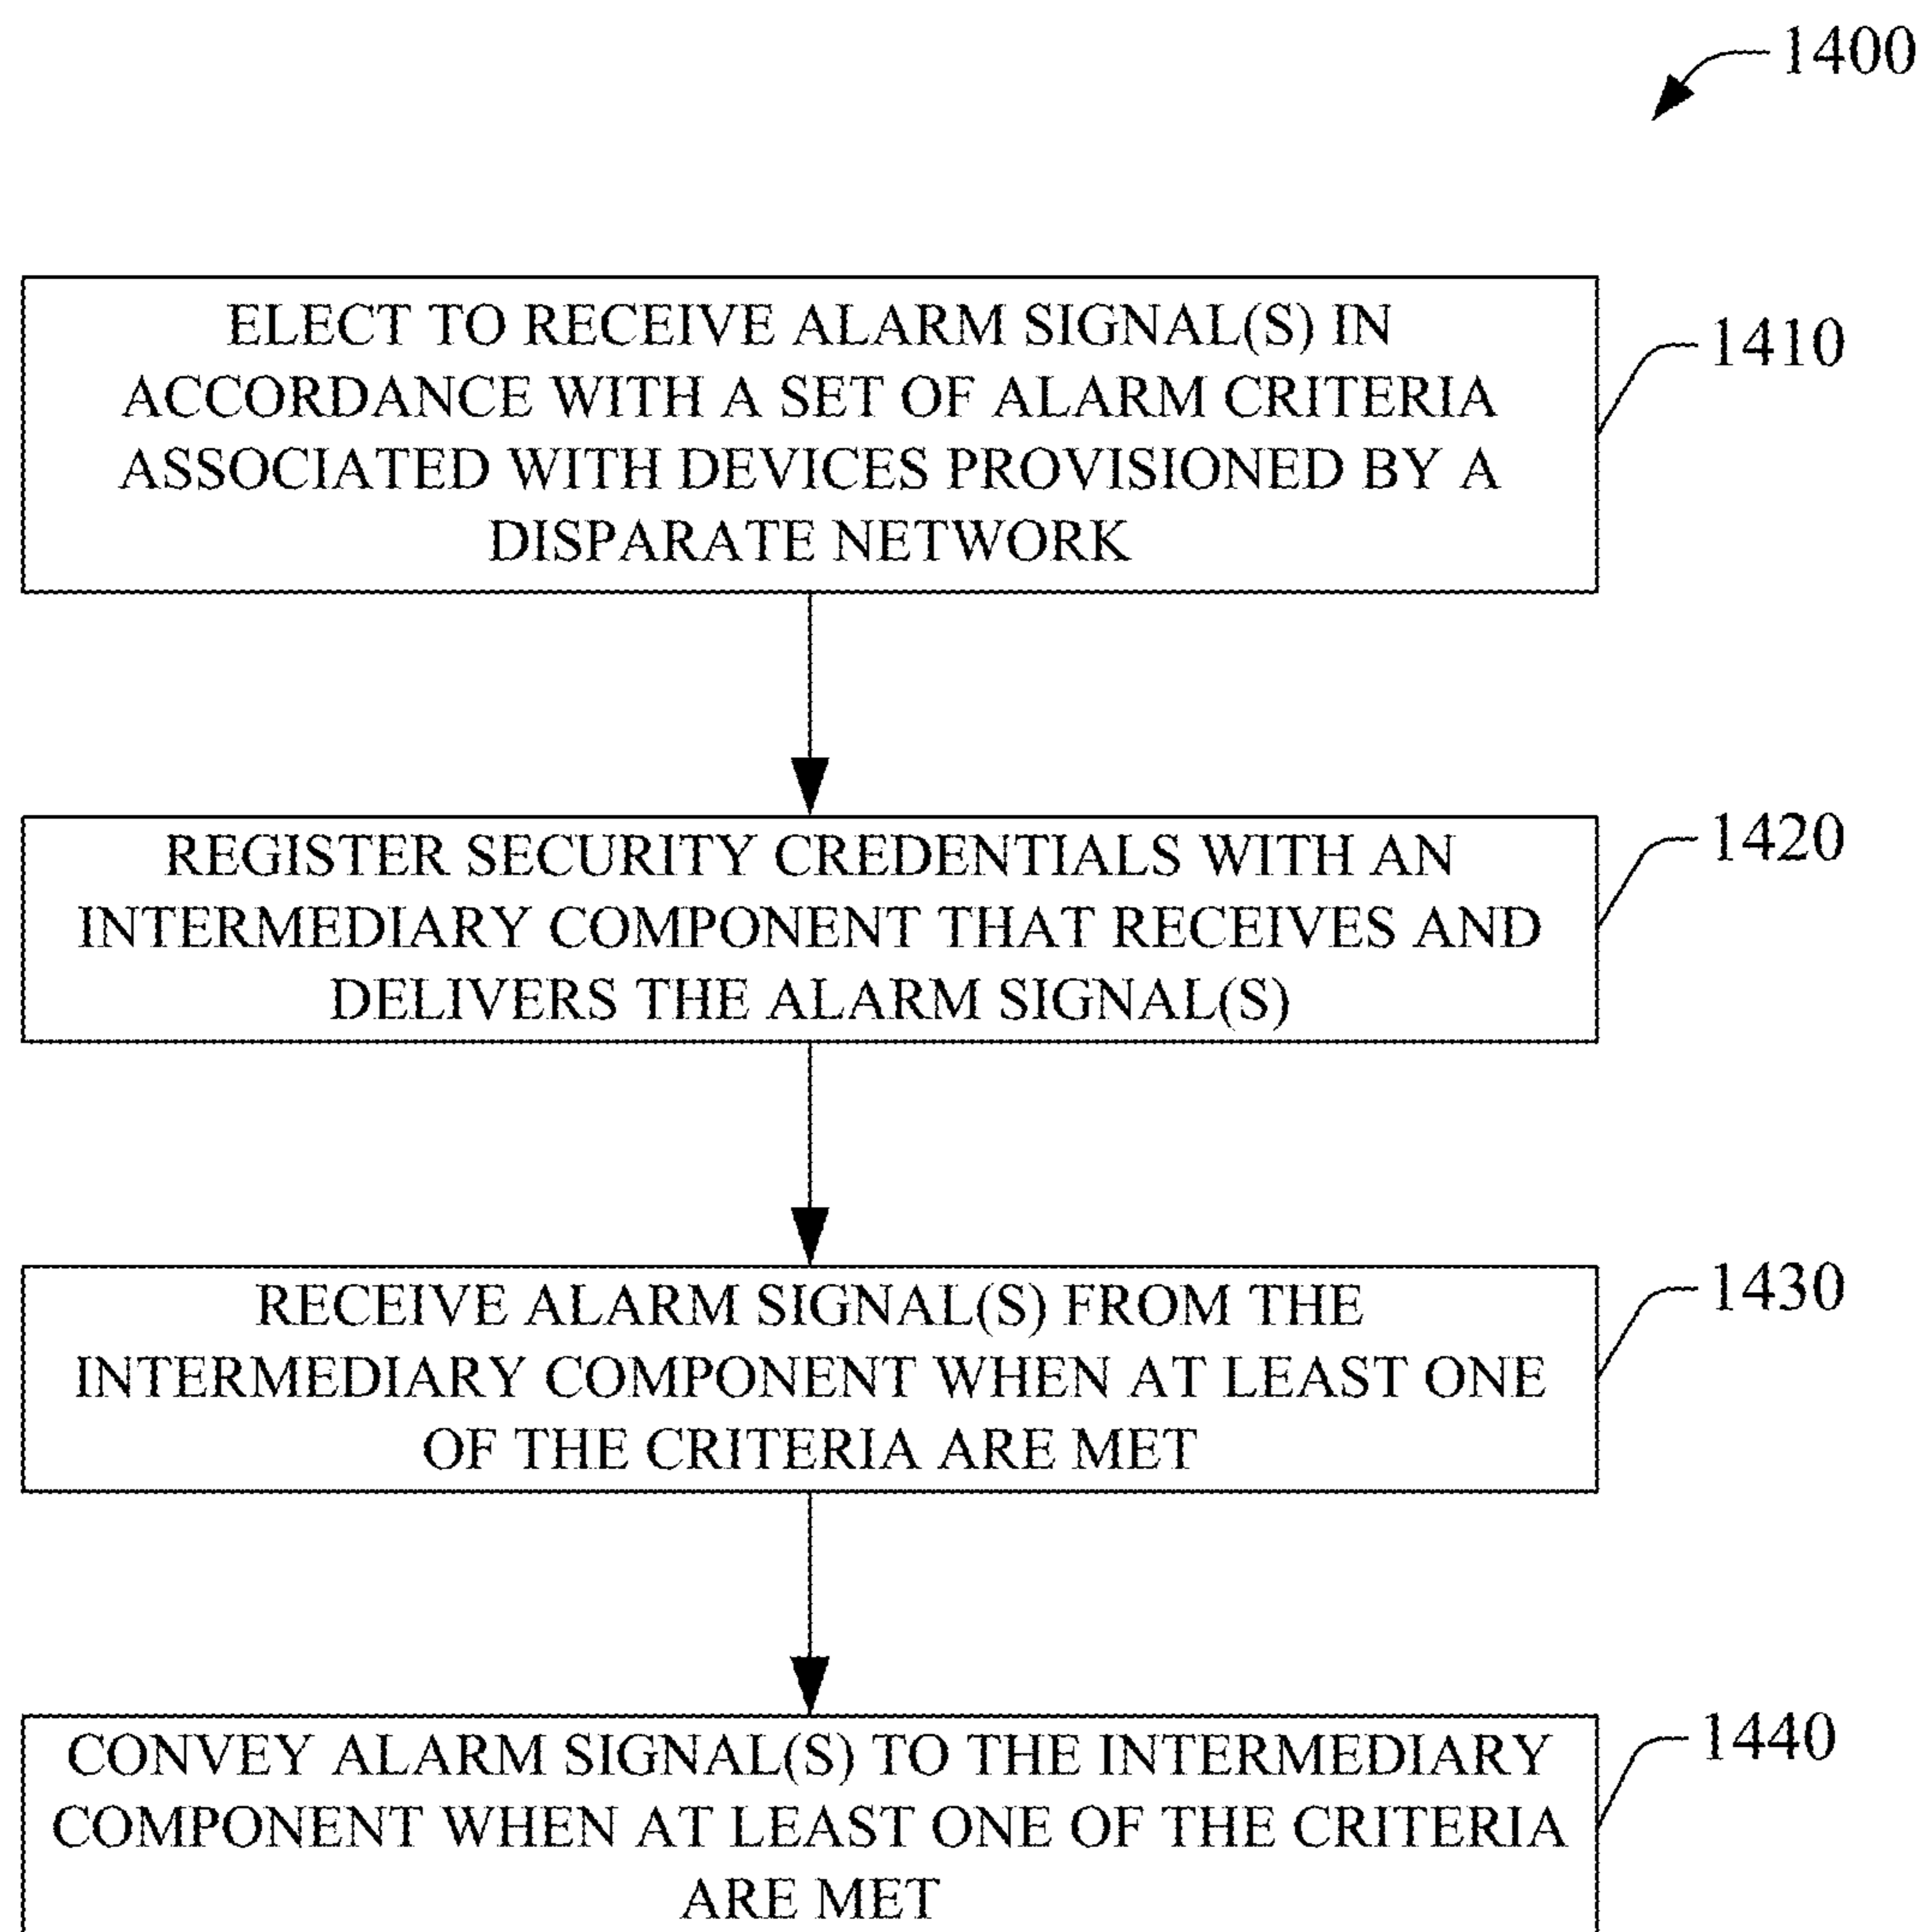 1400
ELECT TO RECEIVE ALARM SIGNAL(S) IN
ACCORDANCE WITH A SET OF ALARM CRITERIA
ASSOCIATED WITH DEVICES PROVISIONED BY A
DISPARATE NETWORK
1410
REGISTER SECURITY CREDENTIALS WITH AN
INTERMEDIARY COMPONENT THAT RECEIVES AND
DELIVERS THE ALARM SIGNAL(S)
1420
RECEIVE ALARM SIGNAL(S) FROM THE
INTERMEDIARY COMPONENT WHEN AT LEAST ONE
OF THE CRITERIA ARE MET
1430
CONVEY ALARM SIGNAL(S) TO THE INTERMEDIARY
COMPONENT WHEN AT LEAST ONE OF THE CRITERIA
ARE MET
1440